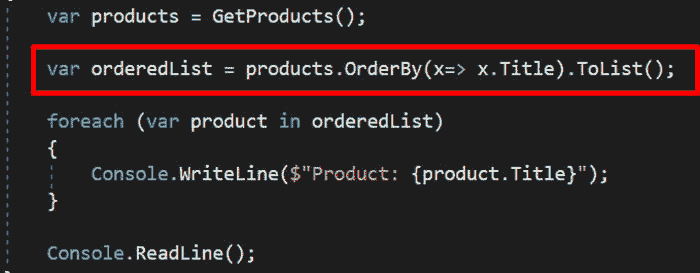 var products = GetProducts();
var orderedList = products.OrderBy(x=> x.Title).ToList();
foreach (var product in orderedList)
{
Console.WriteLine($"Product: {product.Title}");
}
Console.ReadLine();